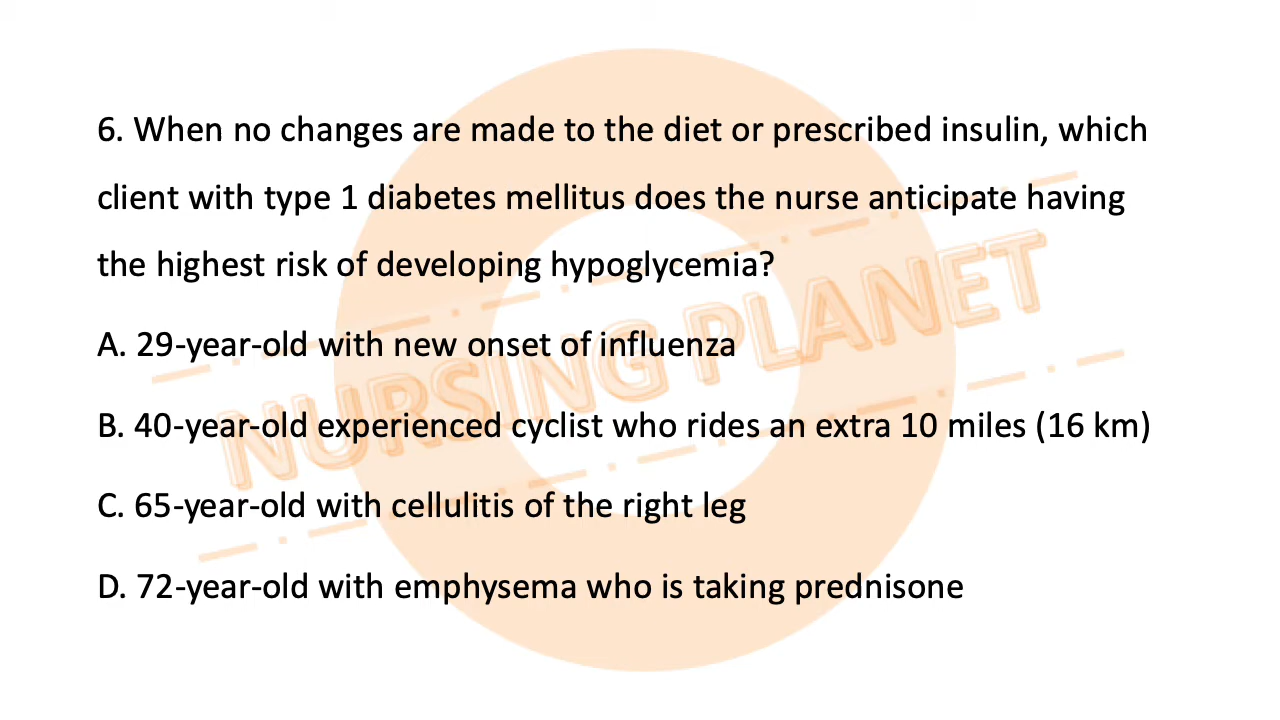 6. When no changes are made to the diet or prescribed insulin, which
client with type 1 diabetes mellitus does the nurse anticipate having
the highest risk of developing hypoglycemia?
A. 29-year-old with new onset of influenza
B. 40-year-old experienced cyclist who rides an extra 10 miles (16 km)
C. 65-year-old with cellulitis of the right leg
D. 72-year-old with emphysema who is taking prednisone
NURSING PLANET